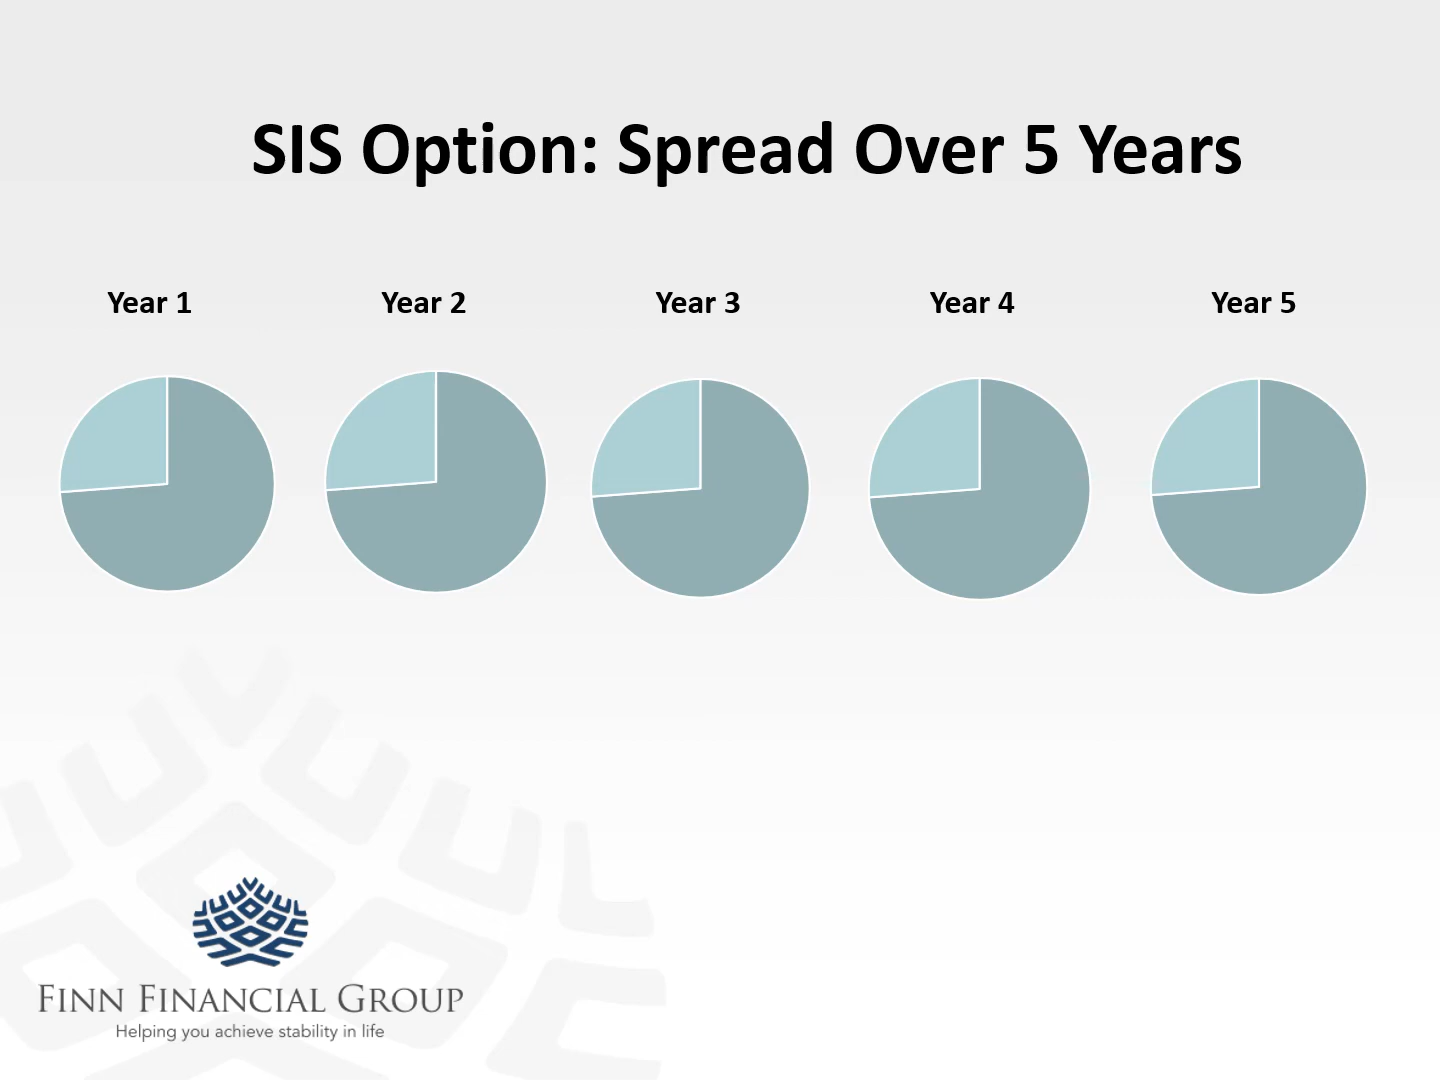 SIS Option: Spread Over 5 Years
Year 1
Year 2
Year 3
Year 4
Year 5
Finn Financial Group
Helping you achieve stability in life